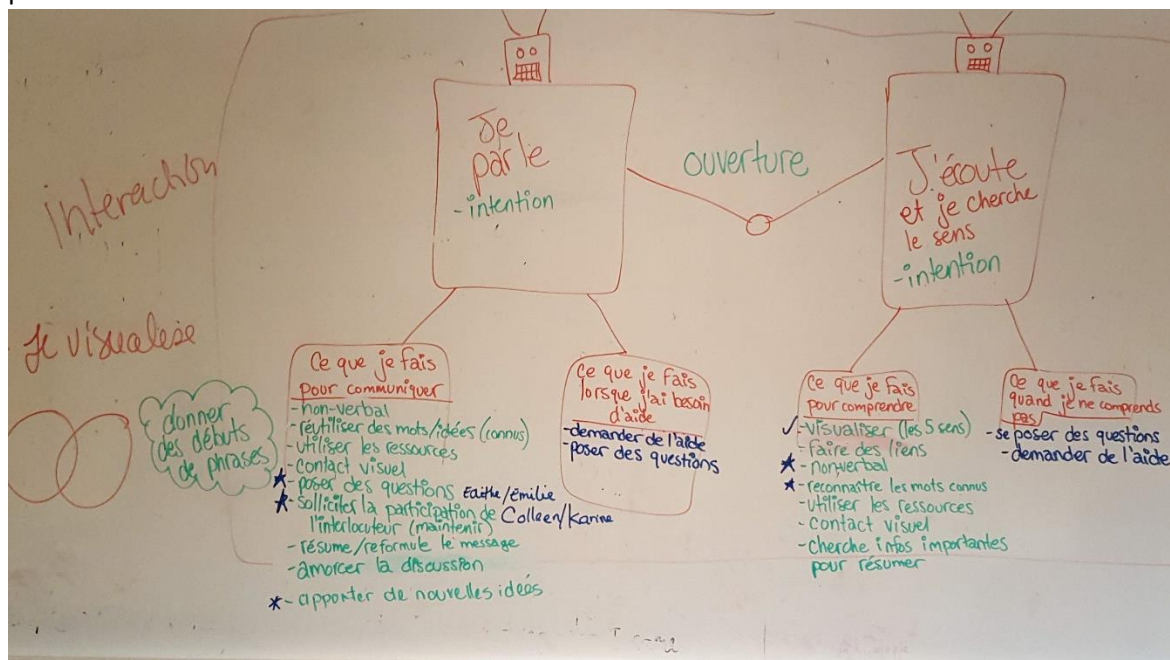 interaction
Je visualise
donner
des débuts
de phrases
Je
parle
-intention
ouverture
J'écoute
et je cherche
le sens
-intention
Ce que je fais
pour communiquer
-non-verbal
-réutiliser des mots/idées (connus)
-utiliser les ressources
-contact visuel
*-poser des questions Faithe/Émilie
*-solliciter la participation de Colleen/Karine
l'interlocuteur (maintenir)
-résume/reformule le message
-amorcer la discussion
*-apporter de nouvelles idées
Ce que je fais
lorsque j'ai besoin
d'aide
-demander de l'aide
-poser des questions
Ce que je fais
pour comprendre
✓-visualiser (les 5 sens)
-faire des liens
*-nonverbal
*-reconnaître les mots connus
-utiliser les ressources
-contact visuel
-cherche infos importantes
pour résumer
Ce que je fais
quand je ne comprends
pas
-se poser des questions
-demander de l'aide